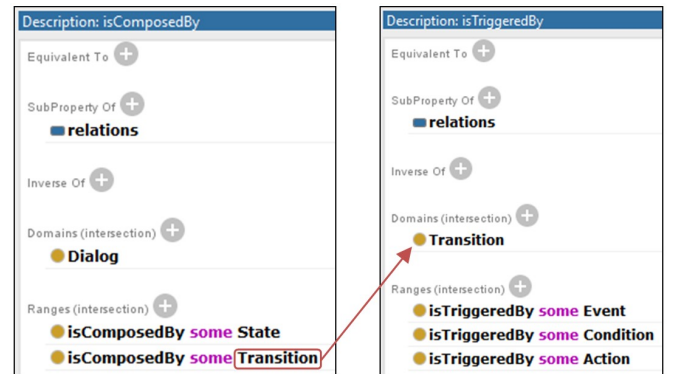 Description: isComposedBy
Equivalent To
SubProperty Of
relations
Inverse Of
Domains (intersection)
Dialog
Ranges (intersection)
isComposedBy some State
isComposedBy some Transition
Description: isTriggeredBy
Equivalent To
SubProperty Of
relations
Inverse Of
Domains (intersection)
Transition
Ranges (intersection)
isTriggeredBy some Event
isTriggeredBy some Condition
isTriggeredBy some Action